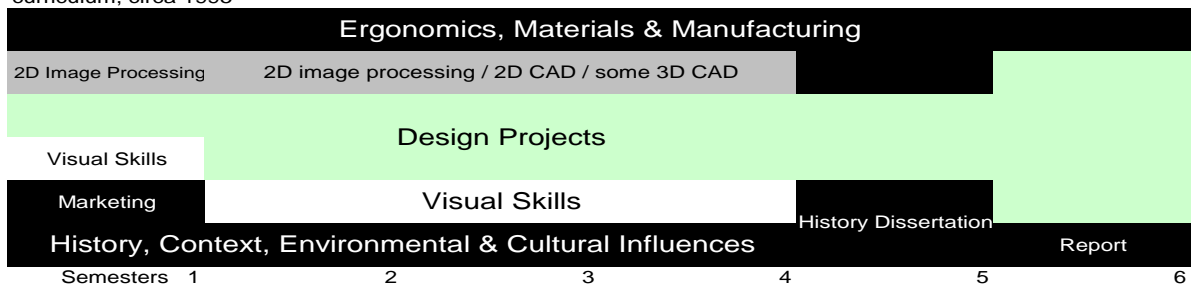 Ergonomics, Materials & Manufacturing
2D Image Processing
2D image processing / 2D CAD / some 3D CAD
Design Projects
Visual Skills
Marketing
Visual Skills
History Dissertation
History, Context, Environmental & Cultural Influences
Report
Semesters 1 2 3 4 5 6